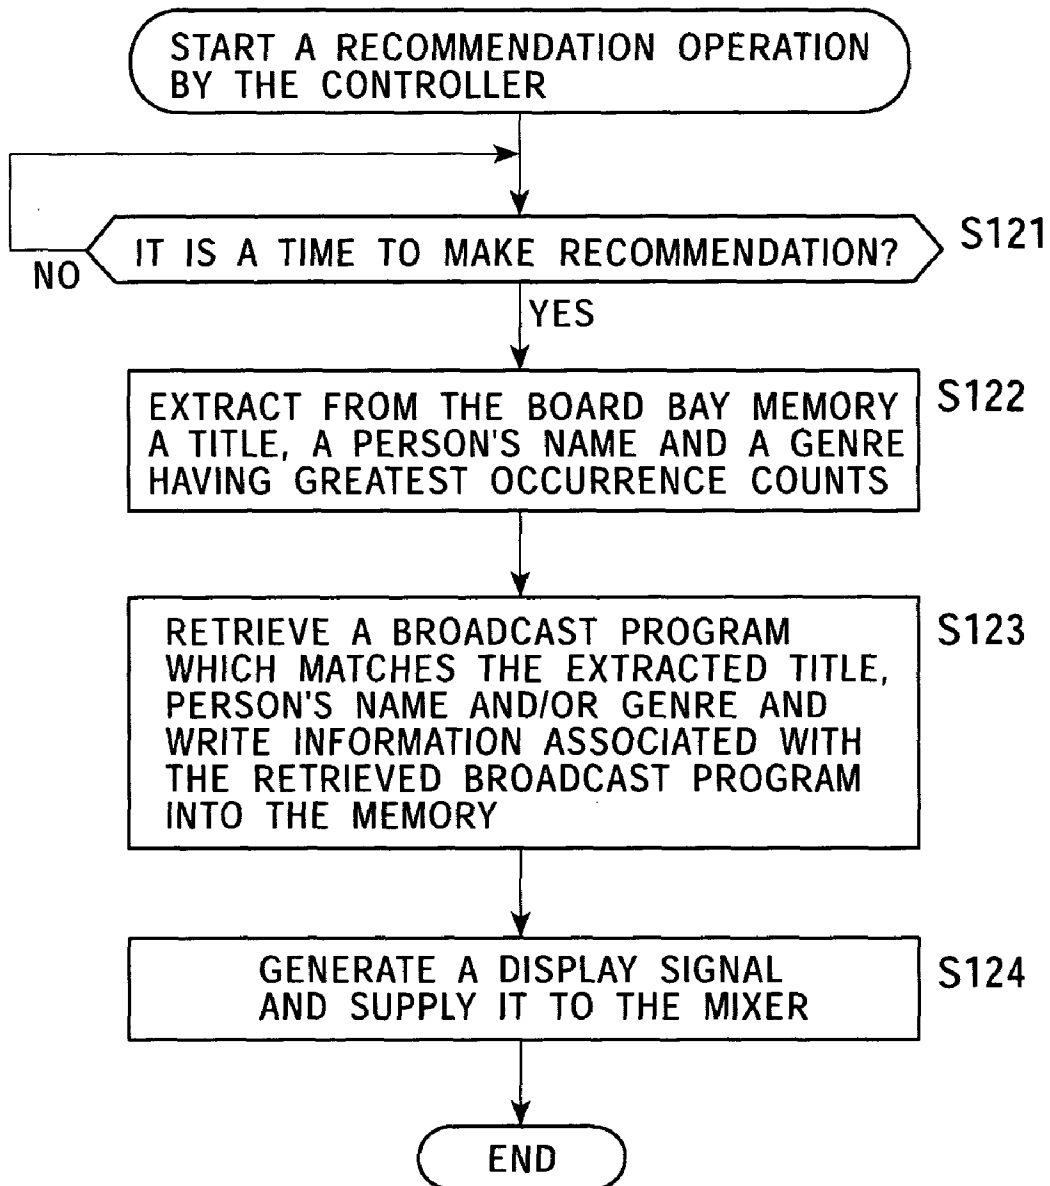 START A RECOMMENDATION OPERATION
BY THE CONTROLLER
IT IS A TIME TO MAKE RECOMMENDATION?
S121
NO
YES
EXTRACT FROM THE BOARD BAY MEMORY
A TITLE, A PERSON'S NAME AND A GENRE
HAVING GREATEST OCCURRENCE COUNTS
S122
RETRIEVE A BROADCAST PROGRAM
WHICH MATCHES THE EXTRACTED TITLE,
PERSON'S NAME AND/OR GENRE AND
WRITE INFORMATION ASSOCIATED WITH
THE RETRIEVED BROADCAST PROGRAM
INTO THE MEMORY
S123
GENERATE A DISPLAY SIGNAL
AND SUPPLY IT TO THE MIXER
S124
END